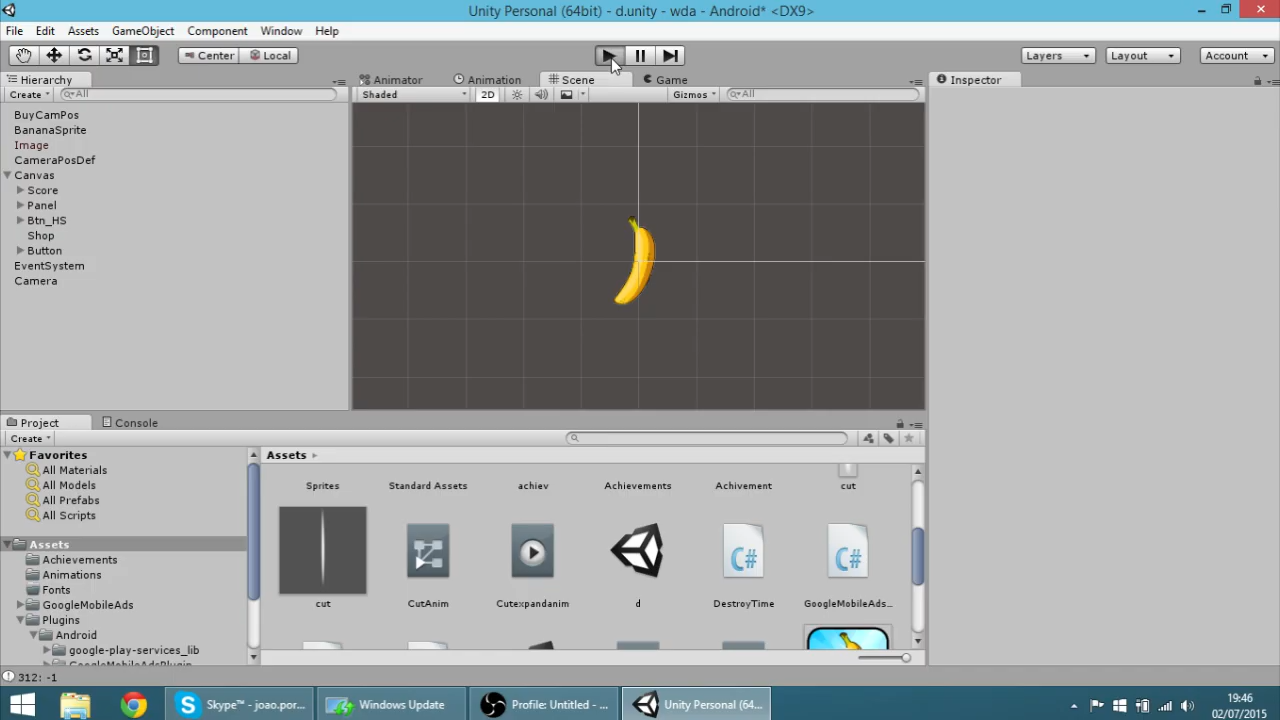 Unity Personal (64bit) - d.unity - wda - Android* <DX9>
File Edit Assets GameObject Component Window Help
Center Local Layers Layout Account
Hierarchy Animator Animation Scene Game Inspector
Create All Shaded 2D Gizmos All
BuyCamPos
BananaSprite
Image
CameraPosDef
Canvas
Score
Panel
Btn_HS
Shop
Button
EventSystem
Camera
Project Console
Create
Favorites
All Materials
All Models
All Prefabs
All Scripts
Assets
Achievements
Animations
Fonts
GoogleMobileAds
Plugins
Android
google-play-services_lib
GoogleMobileAdsPlugin
Assets
Sprites Standard Assets achiev Achievements Achivement cut
cut CutAnim Cutexpandanim d DestroyTime GoogleMobileAds...
C# C#
312: -1
Skype™ - joao.por... Windows Update Profile: Untitled - ... Unity Personal (64...
19:46
02/07/2015